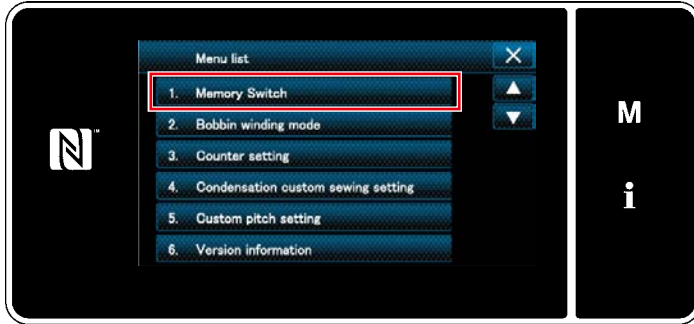 Menu list
1. Memory Switch
2. Bobbin winding mode
3. Counter setting
4. Condensation custom sewing setting
5. Custom pitch setting
6. Version information
M
i